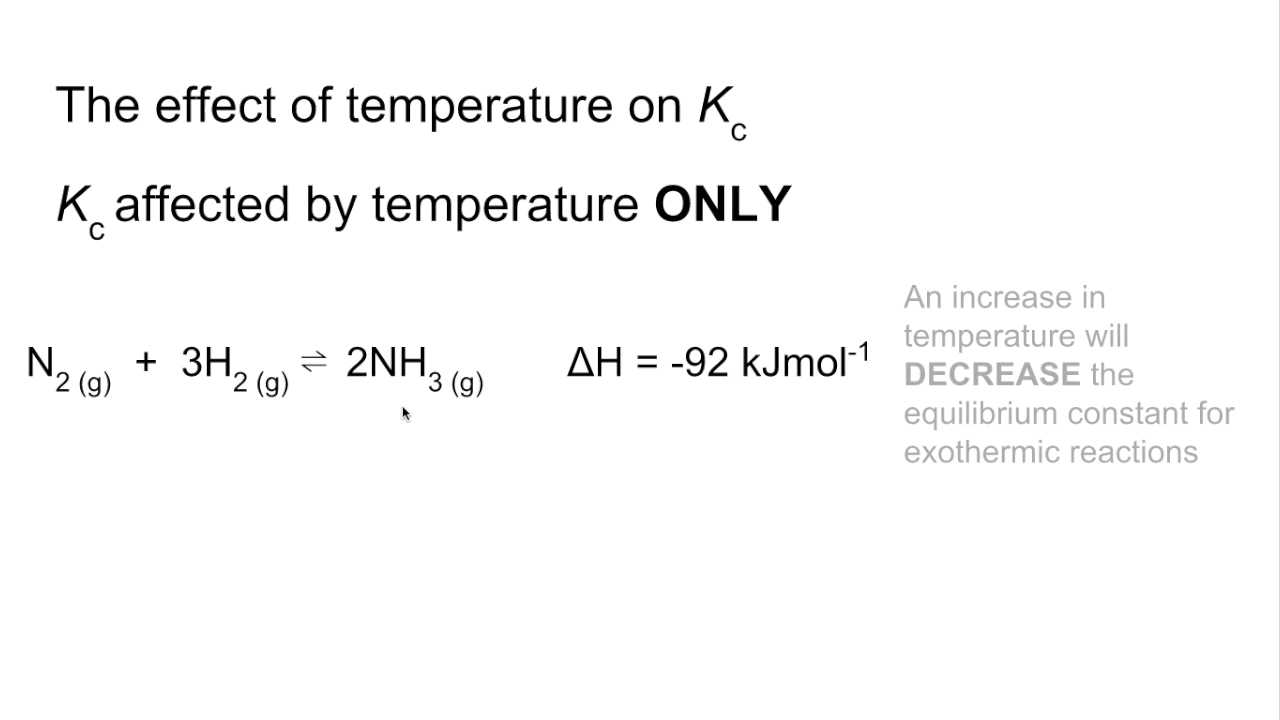 The effect of temperature on Kc
Kc affected by temperature ONLY
N2 (g) + 3H2 (g) ⇌ 2NH3 (g) ΔH = -92 kJmol-1
An increase in
temperature will
DECREASE the
equilibrium constant for
exothermic reactions